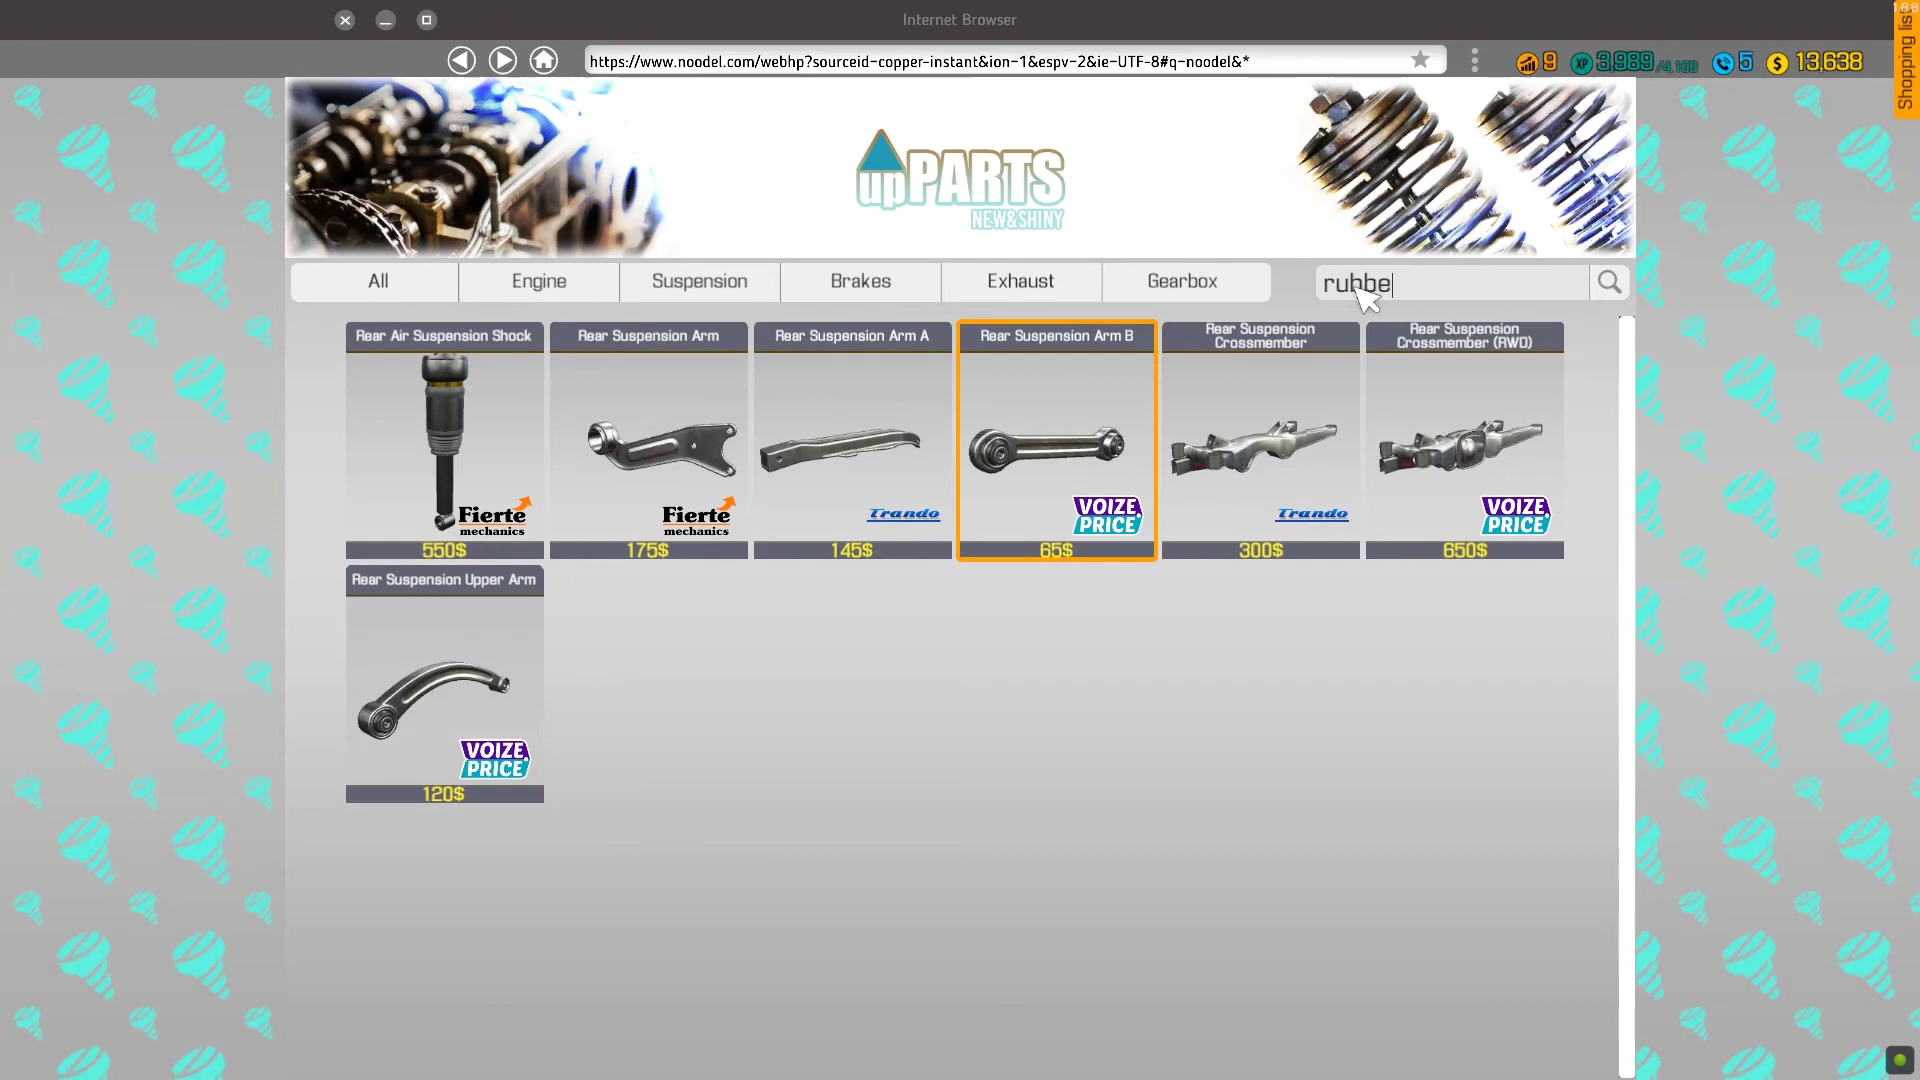 Internet Browser
https://www.noodel.com/webhp?sourceid-copper-instant&ion-1&espv-2&ie-UTF-8#q-noodel&*
9
XP 3,989/4,100
5
$ 13,638
Shopping list
upPARTS
NEW&SHINY
All
Engine
Suspension
Brakes
Exhaust
Gearbox
rubbe
Rear Air Suspension Shock
Fierte
mechanics
550$
Rear Suspension Arm
Fierte
mechanics
175$
Rear Suspension Arm A
Trando
145$
Rear Suspension Arm B
VOIZE
PRICE
65$
Rear Suspension
Crossmember
Trando
300$
Rear Suspension
Crossmember (RWD)
VOIZE
PRICE
650$
Rear Suspension Upper Arm
VOIZE
PRICE
120$